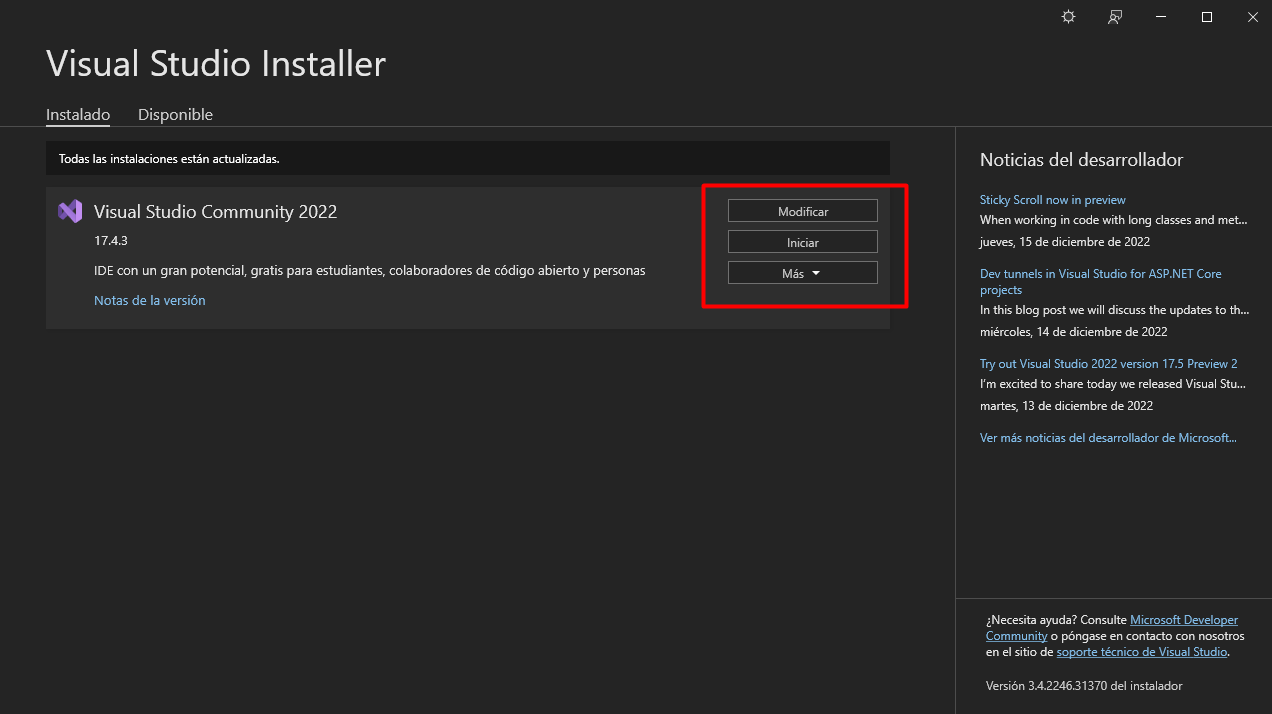 Visual Studio Installer
Instalado
Disponible
Todas las instalaciones están actualizadas.
Visual Studio Community 2022
17.4.3
IDE con un gran potencial, gratis para estudiantes, colaboradores de código abierto y personas
Notas de la versión
Modificar
Iniciar
Más
Noticias del desarrollador
Sticky Scroll now in preview
When working in code with long classes and met...
jueves, 15 de diciembre de 2022
Dev tunnels in Visual Studio for ASP.NET Core
projects
In this blog post we will discuss the updates to th...
miércoles, 14 de diciembre de 2022
Try out Visual Studio 2022 version 17.5 Preview 2
I'm excited to share today we released Visual Stu...
martes, 13 de diciembre de 2022
Ver más noticias del desarrollador de Microsoft...
¿Necesita ayuda? Consulte Microsoft Developer
Community o póngase en contacto con nosotros
en el sitio de soporte técnico de Visual Studio.
Versión 3.4.2246.31370 del instalador